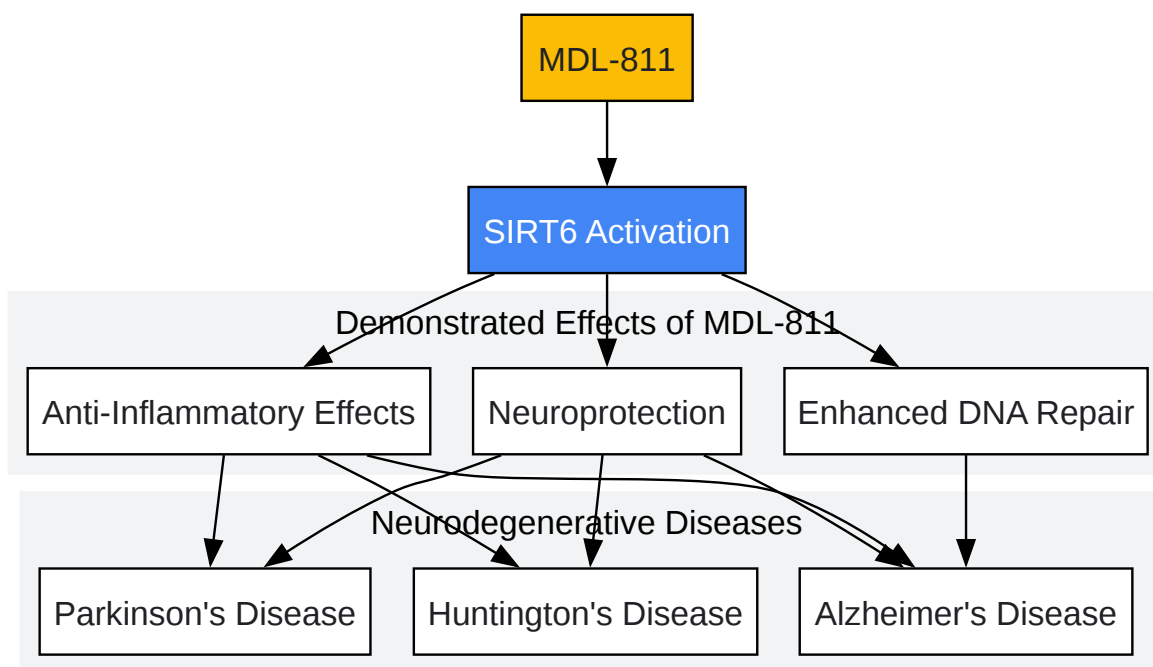 MDL-811
SIRT6 Activation
Demonstrated Effects of MDL-811
Anti-Inflammatory Effects
Neuroprotection
Enhanced DNA Repair
Neurodegenerative Diseases
Parkinson's Disease
Huntington's Disease
Alzheimer's Disease